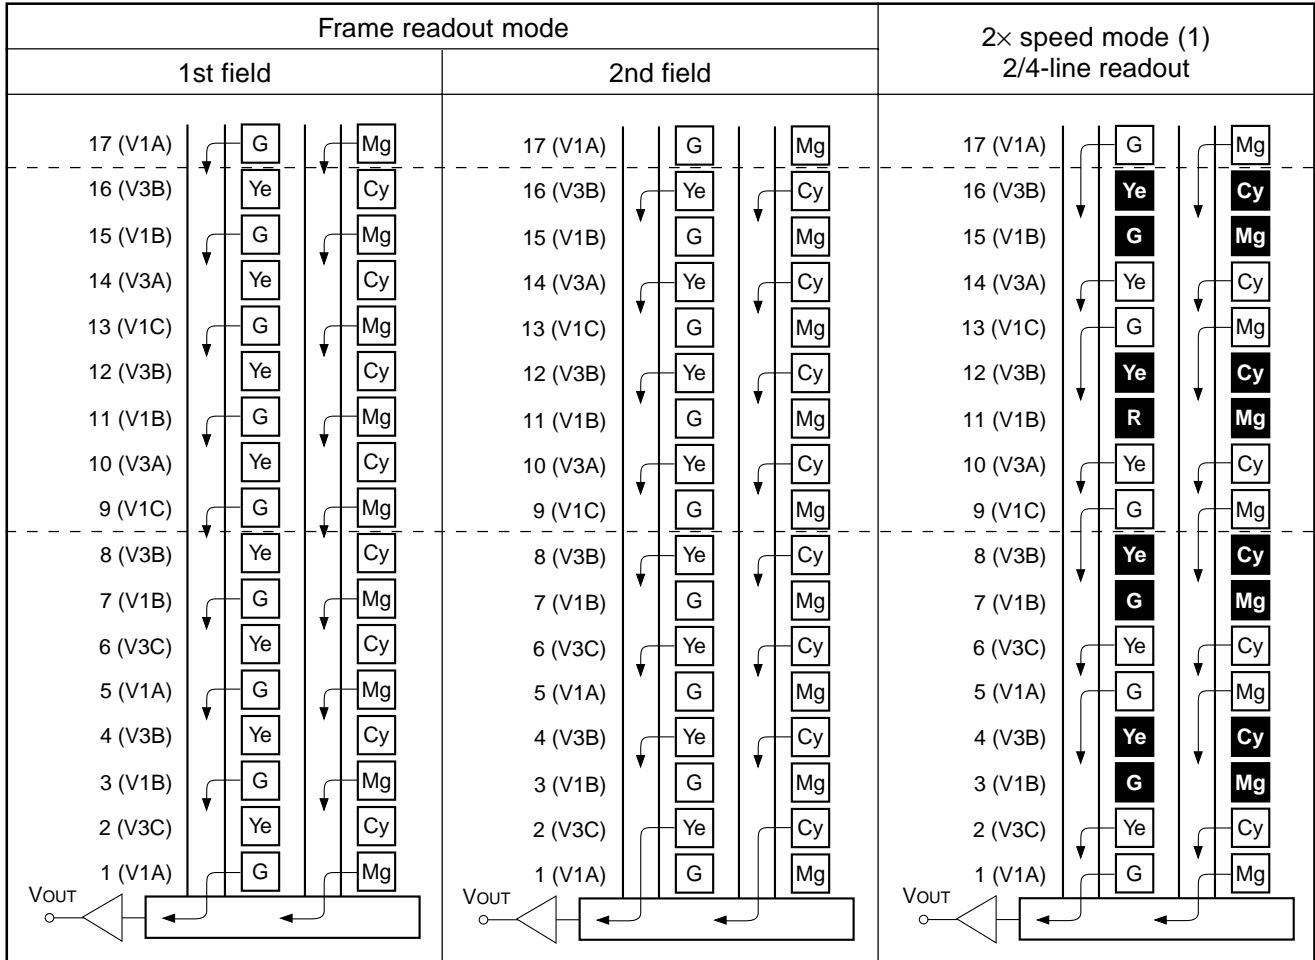 Frame readout mode
2× speed mode (1)
2/4-line readout
1st field
2nd field
17 (V1A) G Mg 17 (V1A) G Mg 17 (V1A) G Mg
16 (V3B) Ye Cy 16 (V3B) Ye Cy 16 (V3B) Ye Cy
15 (V1B) G Mg 15 (V1B) G Mg 15 (V1B) G Mg
14 (V3A) Ye Cy 14 (V3A) Ye Cy 14 (V3A) Ye Cy
13 (V1C) G Mg 13 (V1C) G Mg 13 (V1C) G Mg
12 (V3B) Ye Cy 12 (V3B) Ye Cy 12 (V3B) Ye Cy
11 (V1B) G Mg 11 (V1B) G Mg 11 (V1B) R Mg
10 (V3A) Ye Cy 10 (V3A) Ye Cy 10 (V3A) Ye Cy
9 (V1C) G Mg 9 (V1C) G Mg 9 (V1C) G Mg
8 (V3B) Ye Cy 8 (V3B) Ye Cy 8 (V3B) Ye Cy
7 (V1B) G Mg 7 (V1B) G Mg 7 (V1B) G Mg
6 (V3C) Ye Cy 6 (V3C) Ye Cy 6 (V3C) Ye Cy
5 (V1A) G Mg 5 (V1A) G Mg 5 (V1A) G Mg
4 (V3B) Ye Cy 4 (V3B) Ye Cy 4 (V3B) Ye Cy
3 (V1B) G Mg 3 (V1B) G Mg 3 (V1B) G Mg
2 (V3C) Ye Cy 2 (V3C) Ye Cy 2 (V3C) Ye Cy
1 (V1A) G Mg 1 (V1A) G Mg 1 (V1A) G Mg
VOUT VOUT VOUT